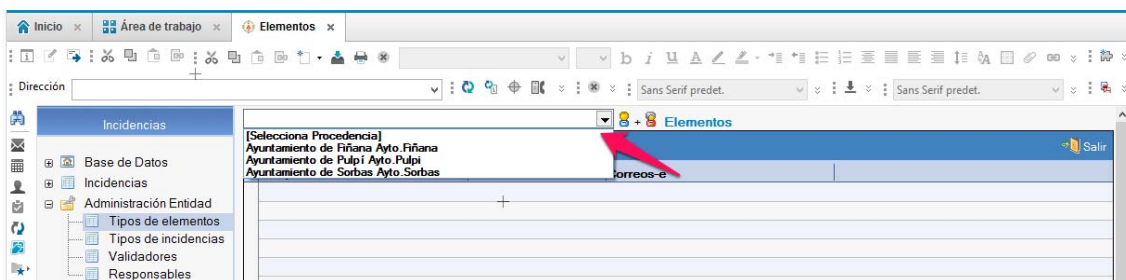 Inicio x Área de trabajo x Elementos x
b i U A
Dirección Sans Serif predet. Sans Serif predet.
Incidencias + Elementos
[Selecciona Procedencia]
Ayuntamiento de Fiñana Ayto.Fiñana
Ayuntamiento de Pulpí Ayto.Pulpi
Ayuntamiento de Sorbas Ayto.Sorbas
Salir
Correos-e
Base de Datos
Incidencias
Administración Entidad
Tipos de elementos
Tipos de incidencias
Validadores
Responsables